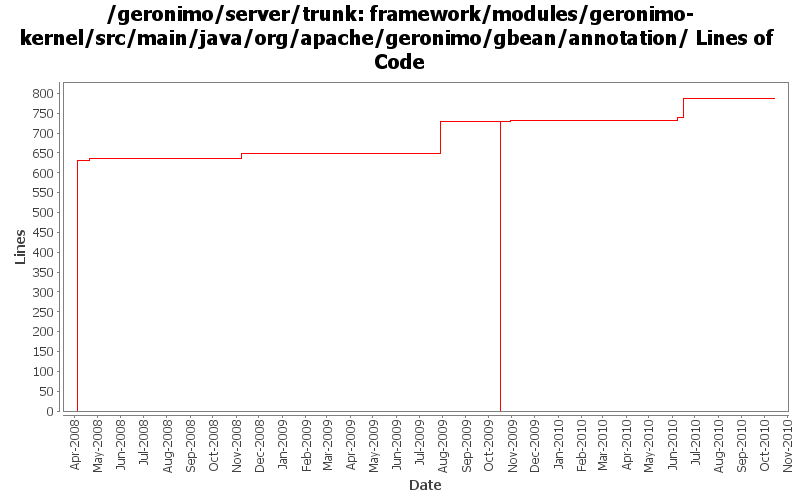 /geronimo/server/trunk: framework/modules/geronimo-
kernel/src/main/java/org/apache/geronimo/gbean/annotation/ Lines of
Code
Lines
800
750
700
650
600
550
500
450
400
350
300
250
200
150
100
50
0
Apr-2008
May-2008
Jun-2008
Jul-2008
Aug-2008
Sep-2008
Oct-2008
Nov-2008
Dec-2008
Jan-2009
Feb-2009
Mar-2009
Apr-2009
May-2009
Jun-2009
Jul-2009
Aug-2009
Sep-2009
Oct-2009
Nov-2009
Dec-2009
Jan-2010
Feb-2010
Mar-2010
Apr-2010
May-2010
Jun-2010
Jul-2010
Aug-2010
Sep-2010
Oct-2010
Nov-2010
Date